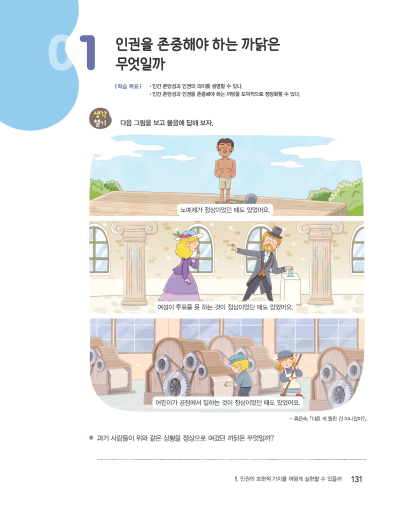 01
인권을 존중해야 하는 까닭은
무엇일까
| 학습 목표 |
• 인간 존엄성과 인권의 의미를 설명할 수 있다.
• 인간 존엄성과 인권을 존중해야 하는 까닭을 도덕적으로 정당화할 수 있다.
생각
열기
다음 그림을 보고 물음에 답해 보자.
노예제가 정상이었던 때도 있었어요.
여성이 투표를 못 하는 것이 정상이었던 때도 있었어요.
어린이가 공장에서 일하는 것이 정상이었던 때도 있었어요.
- 류은숙, 「다른 게 틀린 건 아니잖아?」
과거 사람들이 위와 같은 상황을 정상으로 여겼던 까닭은 무엇일까?
1. 인권의 보편적 가치를 어떻게 실현할 수 있을까 131